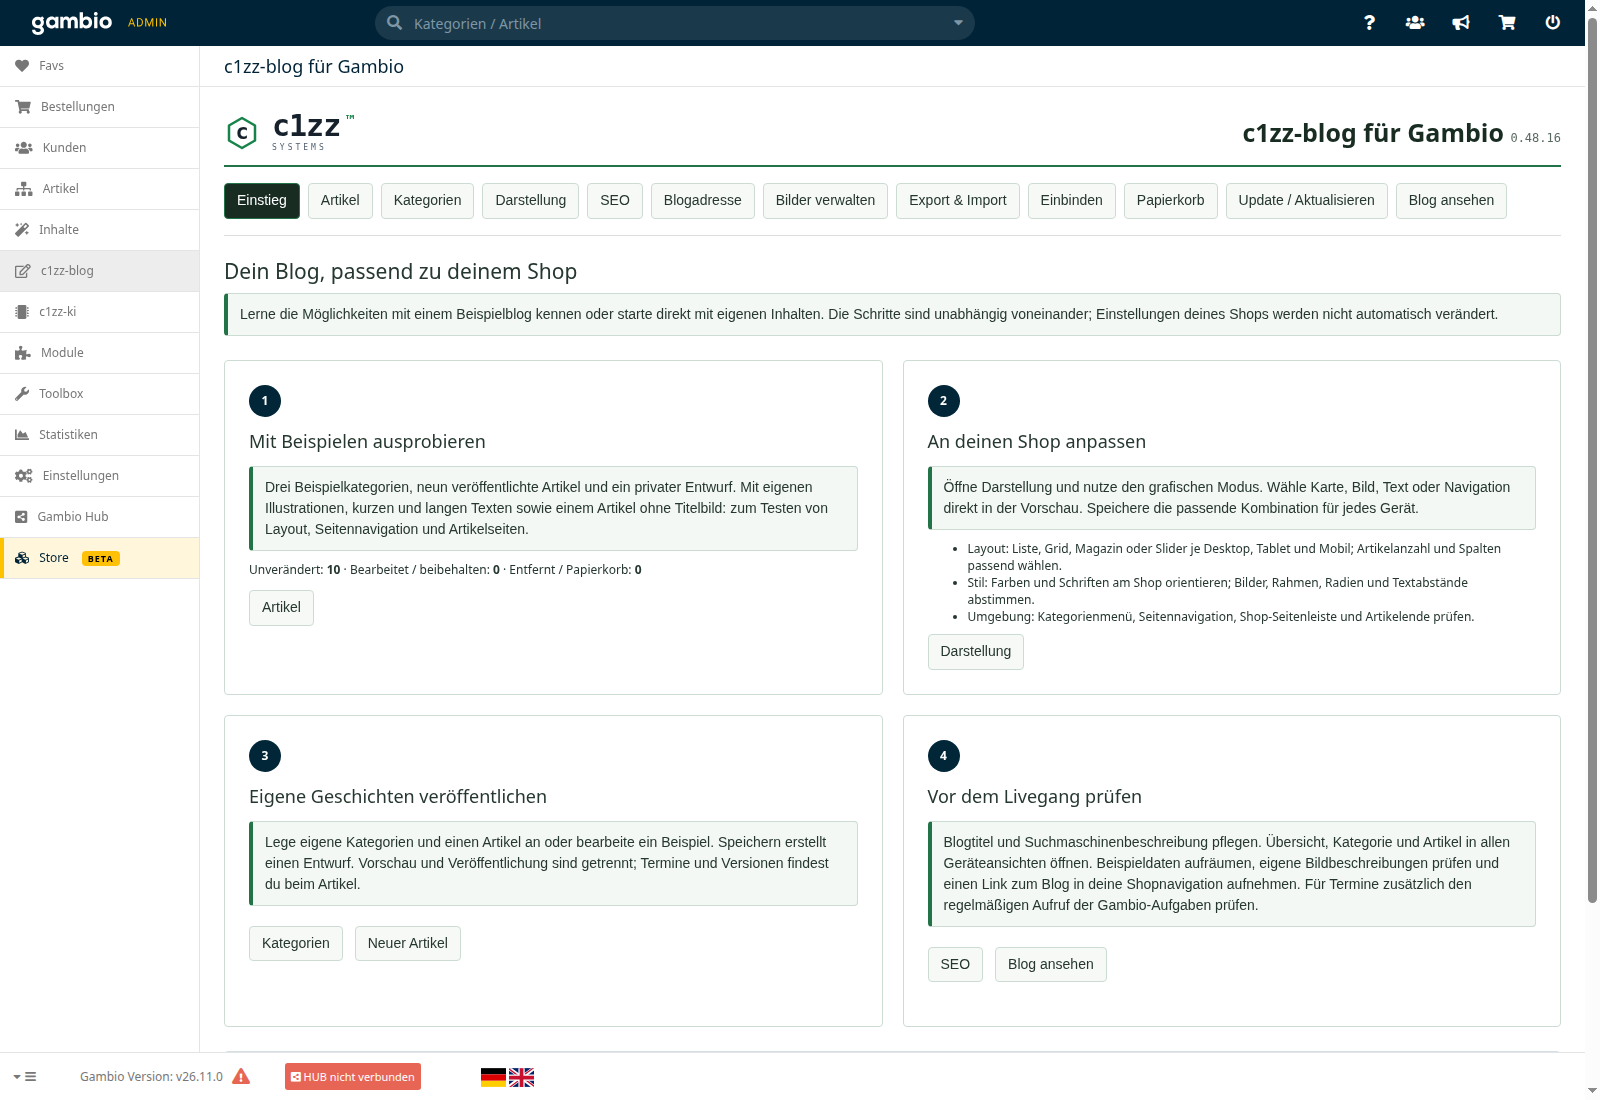 gambio ADMIN
Kategorien / Artikel
Favs
Bestellungen
Kunden
Artikel
Inhalte
c1zz-blog
c1zz-ki
Module
Toolbox
Statistiken
Einstellungen
Gambio Hub
Store BETA
c1zz-blog für Gambio
c
c1zz™
SYSTEMS
c1zz-blog für Gambio 0.48.16
Einstieg
Artikel
Kategorien
Darstellung
SEO
Blogadresse
Bilder verwalten
Export & Import
Einbinden
Papierkorb
Update / Aktualisieren
Blog ansehen
Dein Blog, passend zu deinem Shop
Lerne die Möglichkeiten mit einem Beispielblog kennen oder starte direkt mit eigenen Inhalten. Die Schritte sind unabhängig voneinander; Einstellungen deines Shops werden nicht automatisch verändert.
1
Mit Beispielen ausprobieren
Drei Beispielkategorien, neun veröffentlichte Artikel und ein privater Entwurf. Mit eigenen
Illustrationen, kurzen und langen Texten sowie einem Artikel ohne Titelbild: zum Testen von
Layout, Seitennavigation und Artikelseiten.
Unverändert: 10 · Bearbeitet / beibehalten: 0 · Entfernt / Papierkorb: 0
Artikel
2
An deinen Shop anpassen
Öffne Darstellung und nutze den grafischen Modus. Wähle Karte, Bild, Text oder Navigation
direkt in der Vorschau. Speichere die passende Kombination für jedes Gerät.
• Layout: Liste, Grid, Magazin oder Slider je Desktop, Tablet und Mobil; Artikelanzahl und Spalten
passend wählen.
• Stil: Farben und Schriften am Shop orientieren; Bilder, Rahmen, Radien und Textabstände
abstimmen.
• Umgebung: Kategorienmenü, Seitennavigation, Shop-Seitenleiste und Artikelende prüfen.
Darstellung
3
Eigene Geschichten veröffentlichen
Lege eigene Kategorien und einen Artikel an oder bearbeite ein Beispiel. Speichern erstellt
einen Entwurf. Vorschau und Veröffentlichung sind getrennt; Termine und Versionen findest
du beim Artikel.
Kategorien
Neuer Artikel
4
Vor dem Livegang prüfen
Blogtitel und Suchmaschinenbeschreibung pflegen. Übersicht, Kategorie und Artikel in allen
Geräteansichten öffnen. Beispieldaten aufräumen, eigene Bildbeschreibungen prüfen und
einen Link zum Blog in deine Shopnavigation aufnehmen. Für Termine zusätzlich den
regelmäßigen Aufruf der Gambio-Aufgaben prüfen.
SEO
Blog ansehen
Gambio Version: v26.11.0
HUB nicht verbunden